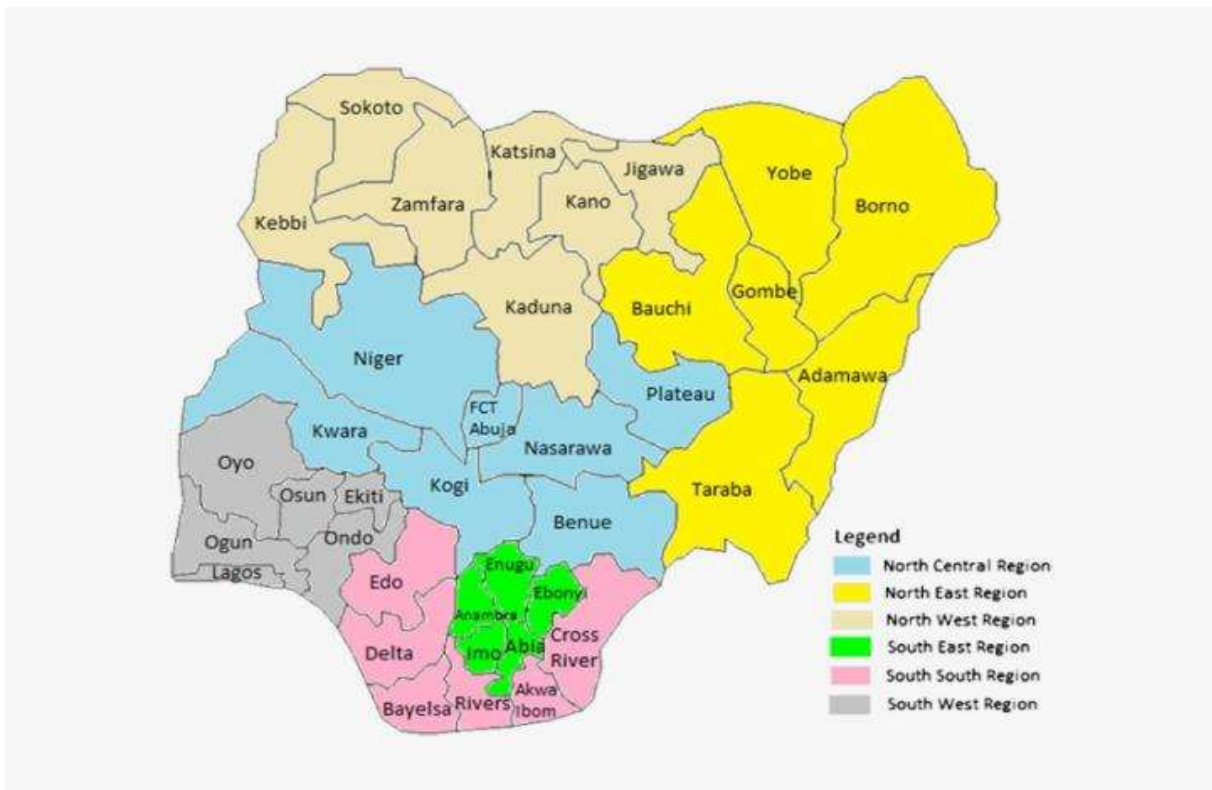 Sokoto
Katsina
Jigawa
Yobe
Borno
Kebbi
Zamfara
Kano
Kaduna
Bauchi
Gombe
Niger
Adamawa
Plateau
FCT
Abuja
Kwara
Nasarawa
Oyo
Kogi
Taraba
Osun
Ekiti
Benue
Ogun
Ondo
Lagos
Edo
Enugu
Ebonyi
Anambra
Delta
Imo
Abia
Cross
River
Bayelsa
Rivers
Akwa
Ibom
Legend
North Central Region
North East Region
North West Region
South East Region
South South Region
South West Region